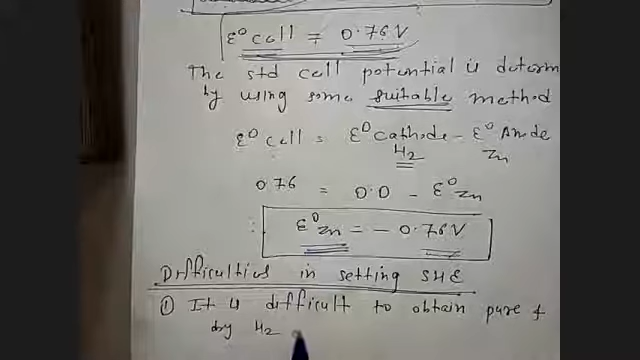 E° cell = 0.76 V
The std cell potential is determ
by using some suitable method
E° cell = E° Cathode - E° Anode
H2 Zn
0.76 = 0.0 - E° Zn
∴ E° Zn = - 0.76 V
Difficulties in setting SHE
① It is difficult to obtain pure &
dry H2